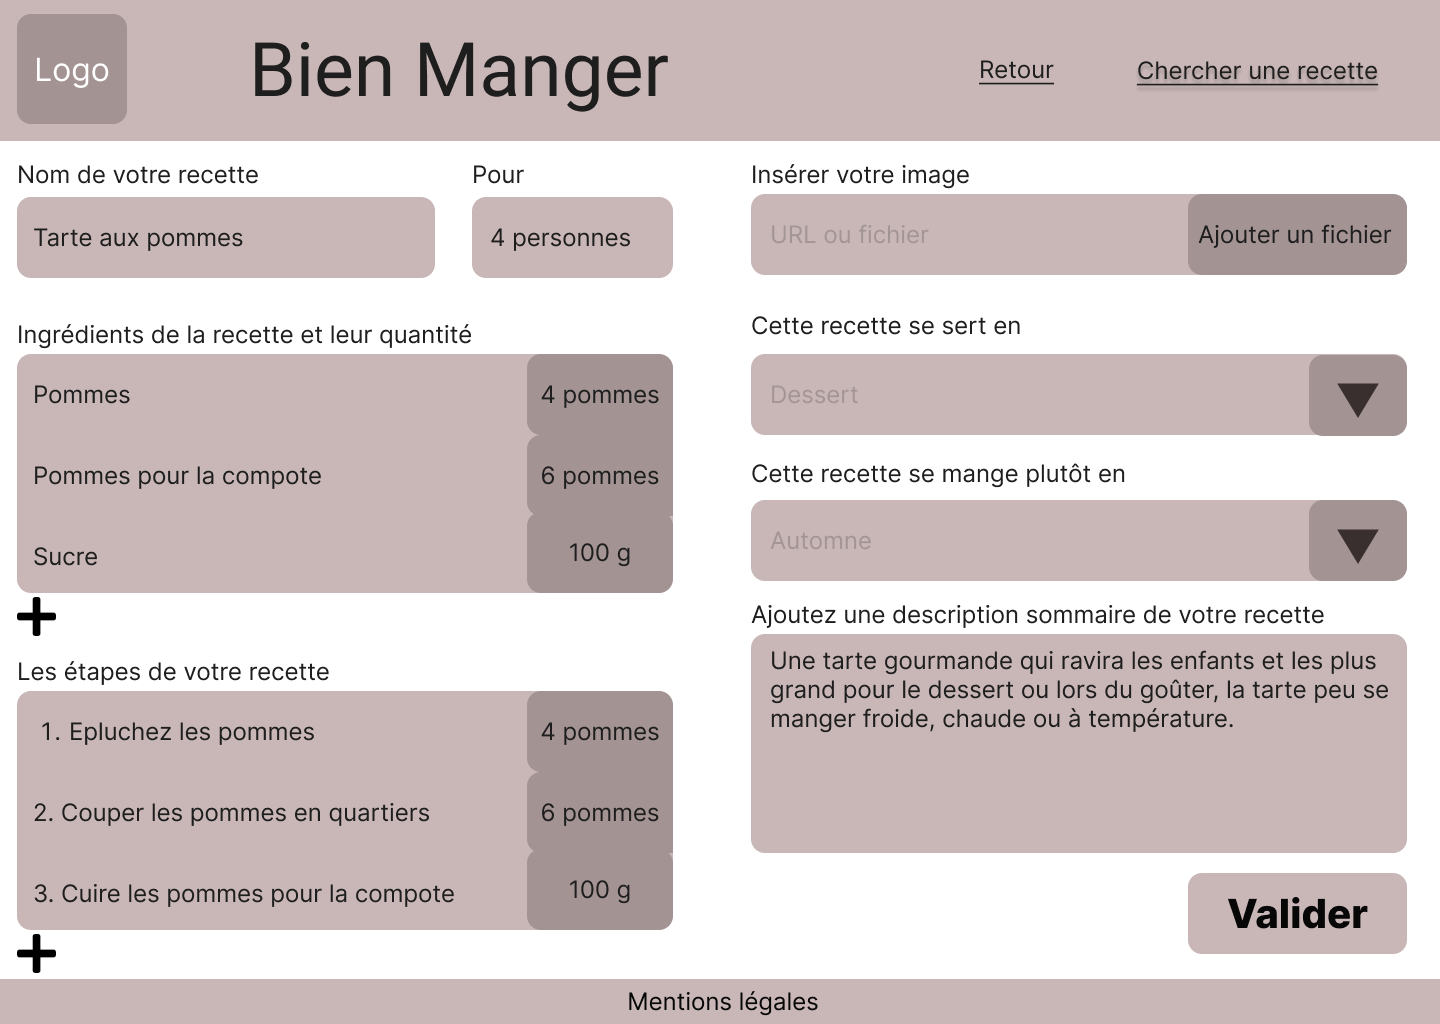 Logo
Bien Manger
Retour
Chercher une recette
Nom de votre recette
Pour
Tarte aux pommes
4 personnes
Ingrédients de la recette et leur quantité
Pommes
4 pommes
Pommes pour la compote
6 pommes
Sucre
100 g
Les étapes de votre recette
1. Epluchez les pommes
4 pommes
2. Couper les pommes en quartiers
6 pommes
3. Cuire les pommes pour la compote
100 g
Insérer votre image
URL ou fichier
Ajouter un fichier
Cette recette se sert en
Dessert
Cette recette se mange plutôt en
Automne
Ajoutez une description sommaire de votre recette
Une tarte gourmande qui ravira les enfants et les plus
grand pour le dessert ou lors du goûter, la tarte peu se
manger froide, chaude ou à température.
Valider
Mentions légales